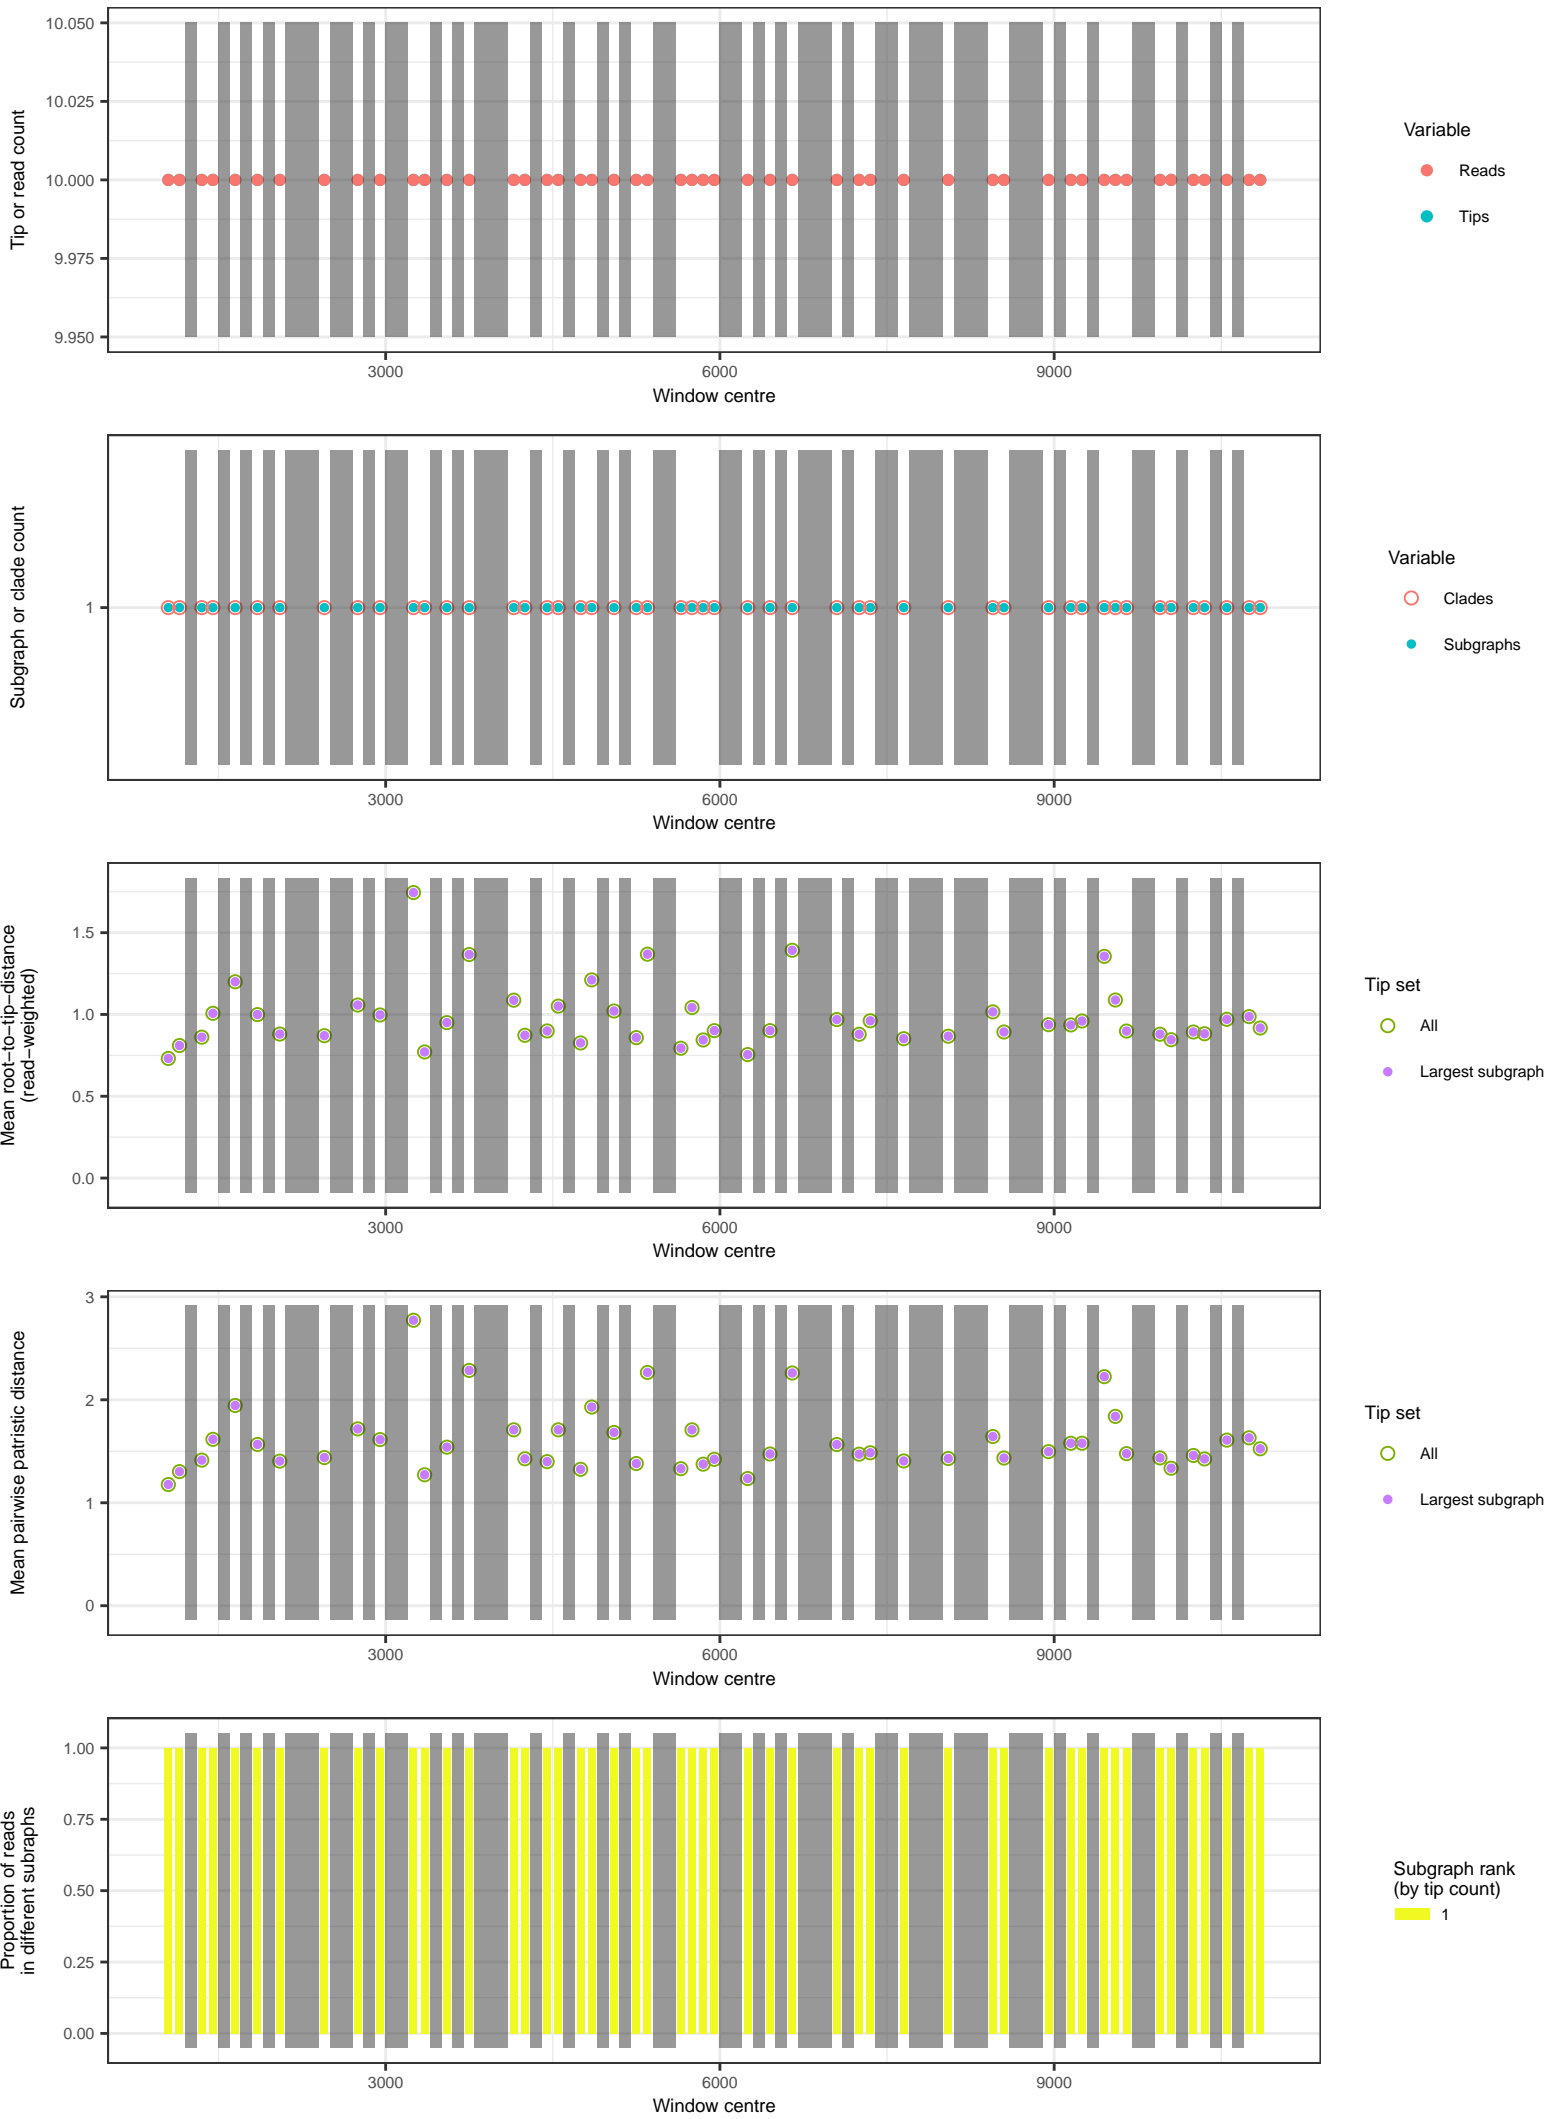 10.050
10.025
10.000
9.975
9.950
Tip or read count
3000
6000
9000
Window centre
Variable
Reads
Tips
1
Subgraph or clade count
3000
6000
9000
Window centre
Variable
Clades
Subgraphs
1.5
1.0
0.5
0.0
Mean root−to−tip−distance
(read−weighted)
3000
6000
9000
Window centre
Tip set
All
Largest subgraph
3
2
1
0
Mean pairwise patristic distance
3000
6000
9000
Window centre
Tip set
All
Largest subgraph
1.00
0.75
0.50
0.25
0.00
Proportion of reads
in different subraphs
3000
6000
9000
Window centre
Subgraph rank
(by tip count)
1